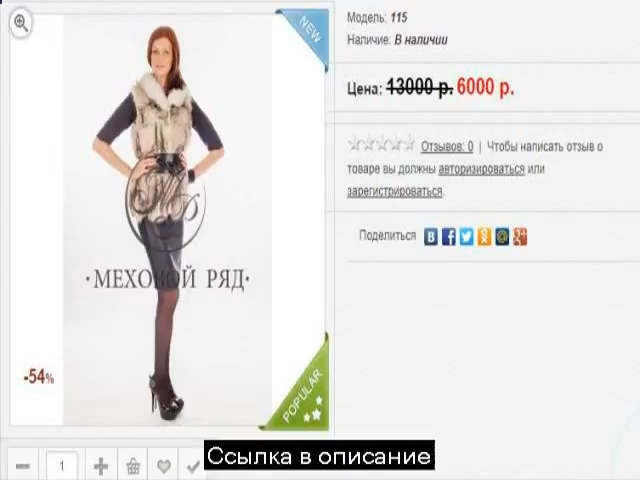 NEW
Модель: 115
Наличие: В наличии
Цена: 13000 р. 6000 р.
Отзывов: 0 | Чтобы написать отзыв о
товаре вы должны авторизироваться или
зарегистрироваться.
Поделиться
·МЕХОВОЙ РЯД·
-54%
POPULAR
1
Ссылка в описание